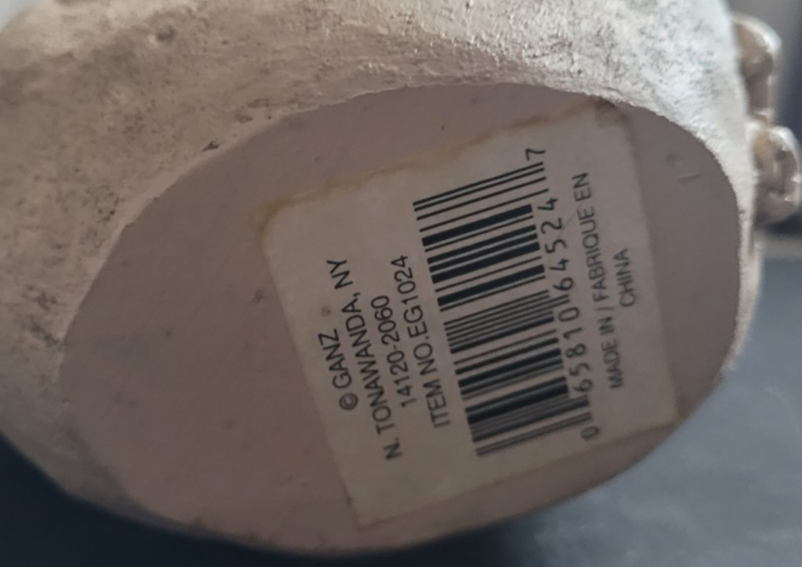 © GANZ
N. TONAWANDA, NY
14120-2060
ITEM NO.EG1024
0 65810 64524 7
MADE IN / FABRIQUE EN
CHINA